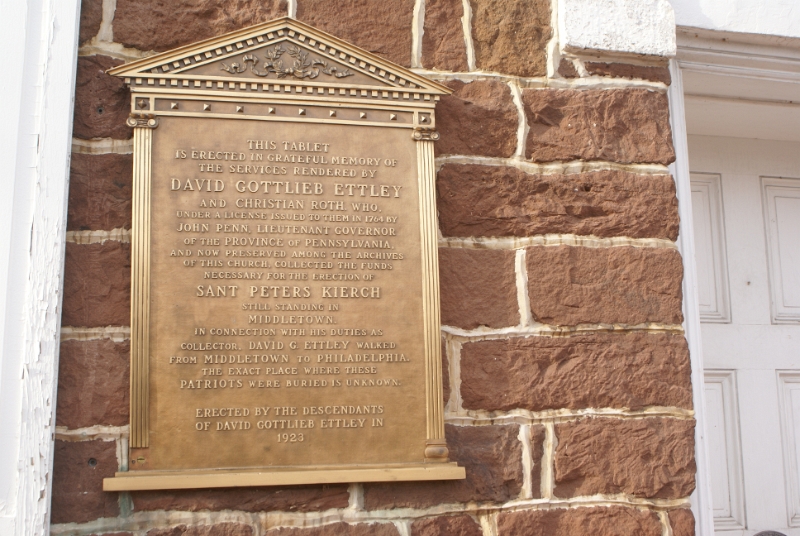 THIS TABLET
IS ERECTED IN GRATEFUL MEMORY OF
THE SERVICES RENDERED BY
DAVID GOTTLIEB ETTLEY
AND CHRISTIAN ROTH, WHO,
UNDER A LICENSE ISSUED TO THEM IN 1764 BY
JOHN PENN, LIEUTENANT GOVERNOR
OF THE PROVINCE OF PENNSYLVANIA,
AND NOW PRESERVED AMONG THE ARCHIVES
OF THIS CHURCH, COLLECTED THE FUNDS
NECESSARY FOR THE ERECTION OF
SANT PETERS KIERCH
STILL STANDING IN
MIDDLETOWN.
IN CONNECTION WITH HIS DUTIES AS
COLLECTOR, DAVID G ETTLEY WALKED
FROM MIDDLETOWN TO PHILADELPHIA.
THE EXACT PLACE WHERE THESE
PATRIOTS WERE BURIED IS UNKNOWN.
ERECTED BY THE DESCENDANTS
OF DAVID GOTTLIEB ETTLEY IN
1923